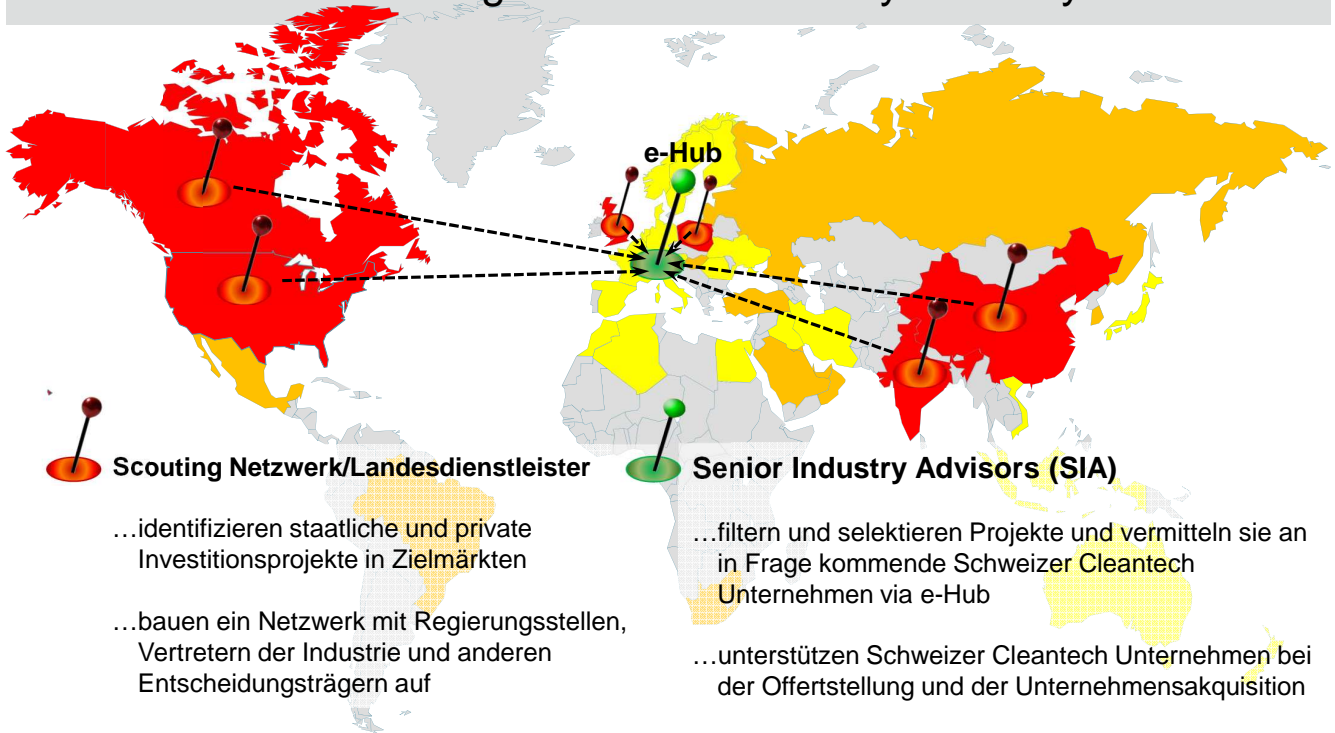 e-Hub
Scouting Netzwerk/Landesdienstleister
…identifizieren staatliche und private
Investitionsprojekte in Zielmärkten
…bauen ein Netzwerk mit Regierungsstellen,
Vertretern der Industrie und anderen
Entscheidungsträgern auf
Senior Industry Advisors (SIA)
…filtern und selektieren Projekte und vermitteln sie an
in Frage kommende Schweizer Cleantech
Unternehmen via e-Hub
…unterstützen Schweizer Cleantech Unternehmen bei
der Offertstellung und der Unternehmensakquisition